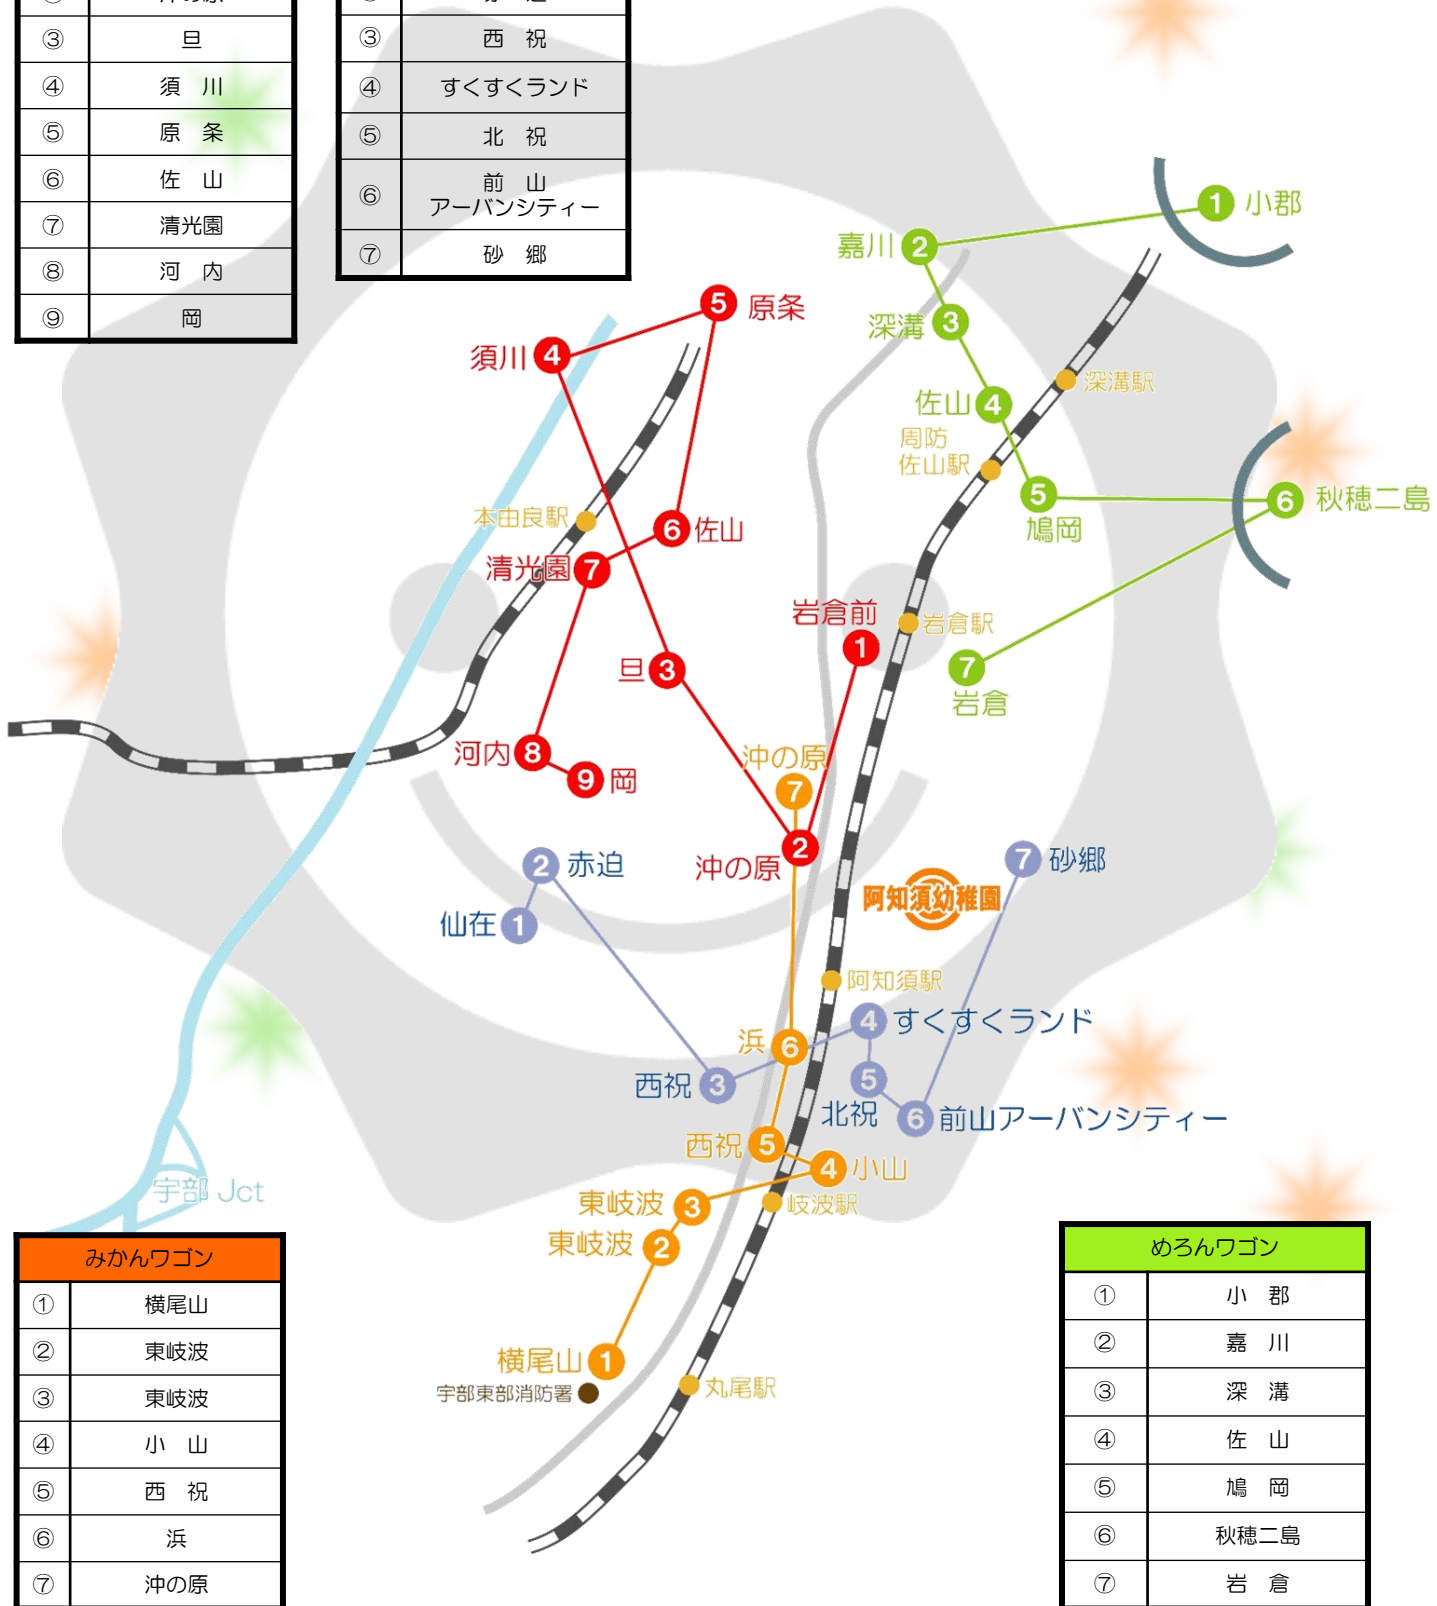 ③ 旦
④ 須 川
⑤ 原 条
⑥ 佐 山
⑦ 清光園
⑧ 河 内
⑨ 岡
③ 西 祝
④ すくすくランド
⑤ 北 祝
⑥ 前 山
アーバンシティー
⑦ 砂 郷
1 小郡
嘉川 2
深溝 3
深溝駅
佐山 4
周防
佐山駅
5
鳩岡
6 秋穂二島
岩倉駅
7
岩倉
5 原条
須川 4
本由良駅
6 佐山
清光園 7
岩倉前
1
旦 3
河内 8
9 岡
沖の原
7
2
沖の原
2 赤迫
仙在 1
阿知須幼稚園
7 砂郷
阿知須駅
4 すくすくランド
浜 6
西祝 3
5
北祝
6 前山アーバンシティー
西祝 5
4 小山
宇部 Jct
東岐波 3
岐波駅
東岐波 2
横尾山 1
宇部東部消防署
丸尾駅
みかんワゴン
① 横尾山
② 東岐波
③ 東岐波
④ 小 山
⑤ 西 祝
⑥ 浜
⑦ 沖の原
めろんワゴン
① 小 郡
② 嘉 川
③ 深 溝
④ 佐 山
⑤ 鳩 岡
⑥ 秋穂二島
⑦ 岩 倉